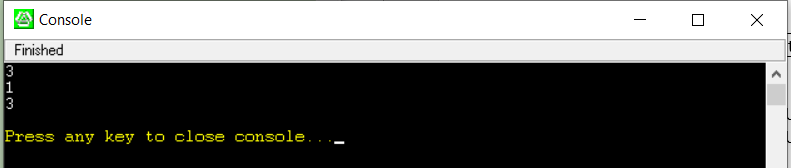 Console
Finished
3
1
3
Press any key to close console..._